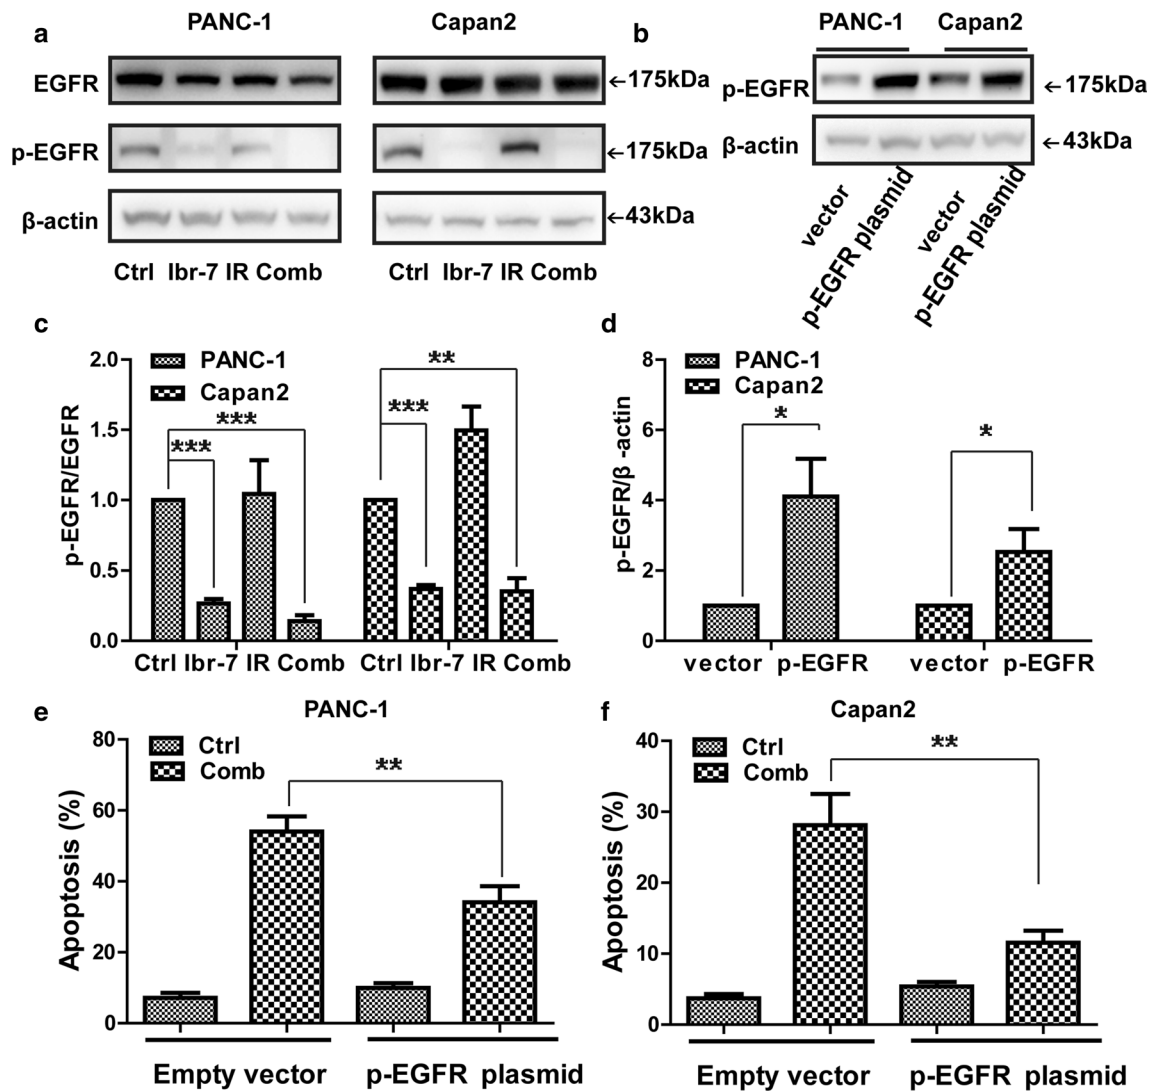 a
PANC-1
Capan2
EGFR
←175kDa
p-EGFR
←175kDa
β-actin
←43kDa
Ctrl Ibr-7 IR Comb
Ctrl Ibr-7 IR Comb
b
PANC-1
Capan2
p-EGFR
←175kDa
β-actin
←43kDa
vector
p-EGFR plasmid
vector
p-EGFR plasmid
c
p-EGFR/EGFR
2.0
1.5
1.0
0.5
0.0
PANC-1
Capan2
***
***
***
**
Ctrl Ibr-7 IR Comb
Ctrl Ibr-7 IR Comb
d
p-EGFR/β -actin
8
6
4
2
0
PANC-1
Capan2
*
*
vector p-EGFR
vector p-EGFR
e
PANC-1
Apoptosis (%)
80
60
40
20
0
Ctrl
Comb
**
Empty vector
p-EGFR plasmid
f
Capan2
Apoptosis (%)
40
30
20
10
0
Ctrl
Comb
**
Empty vector
p-EGFR plasmid